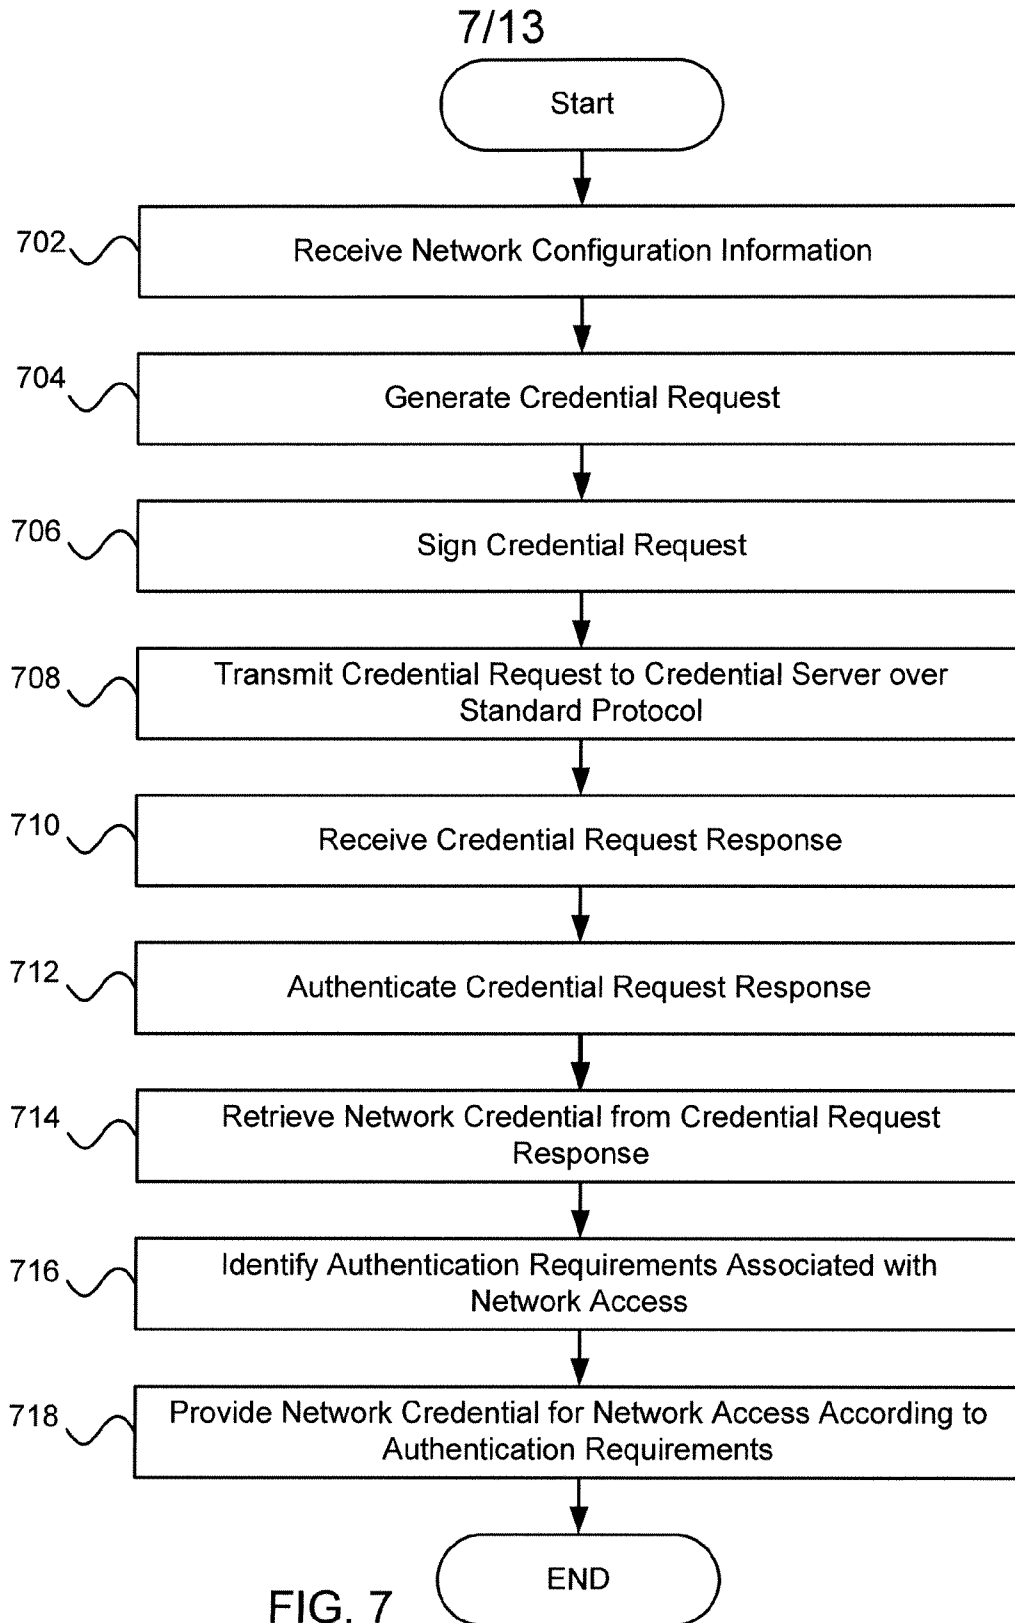 7/13
Start
702
Receive Network Configuration Information
704
Generate Credential Request
706
Sign Credential Request
708
Transmit Credential Request to Credential Server over
Standard Protocol
710
Receive Credential Request Response
712
Authenticate Credential Request Response
714
Retrieve Network Credential from Credential Request
Response
716
Identify Authentication Requirements Associated with
Network Access
718
Provide Network Credential for Network Access According to
Authentication Requirements
END
FIG. 7